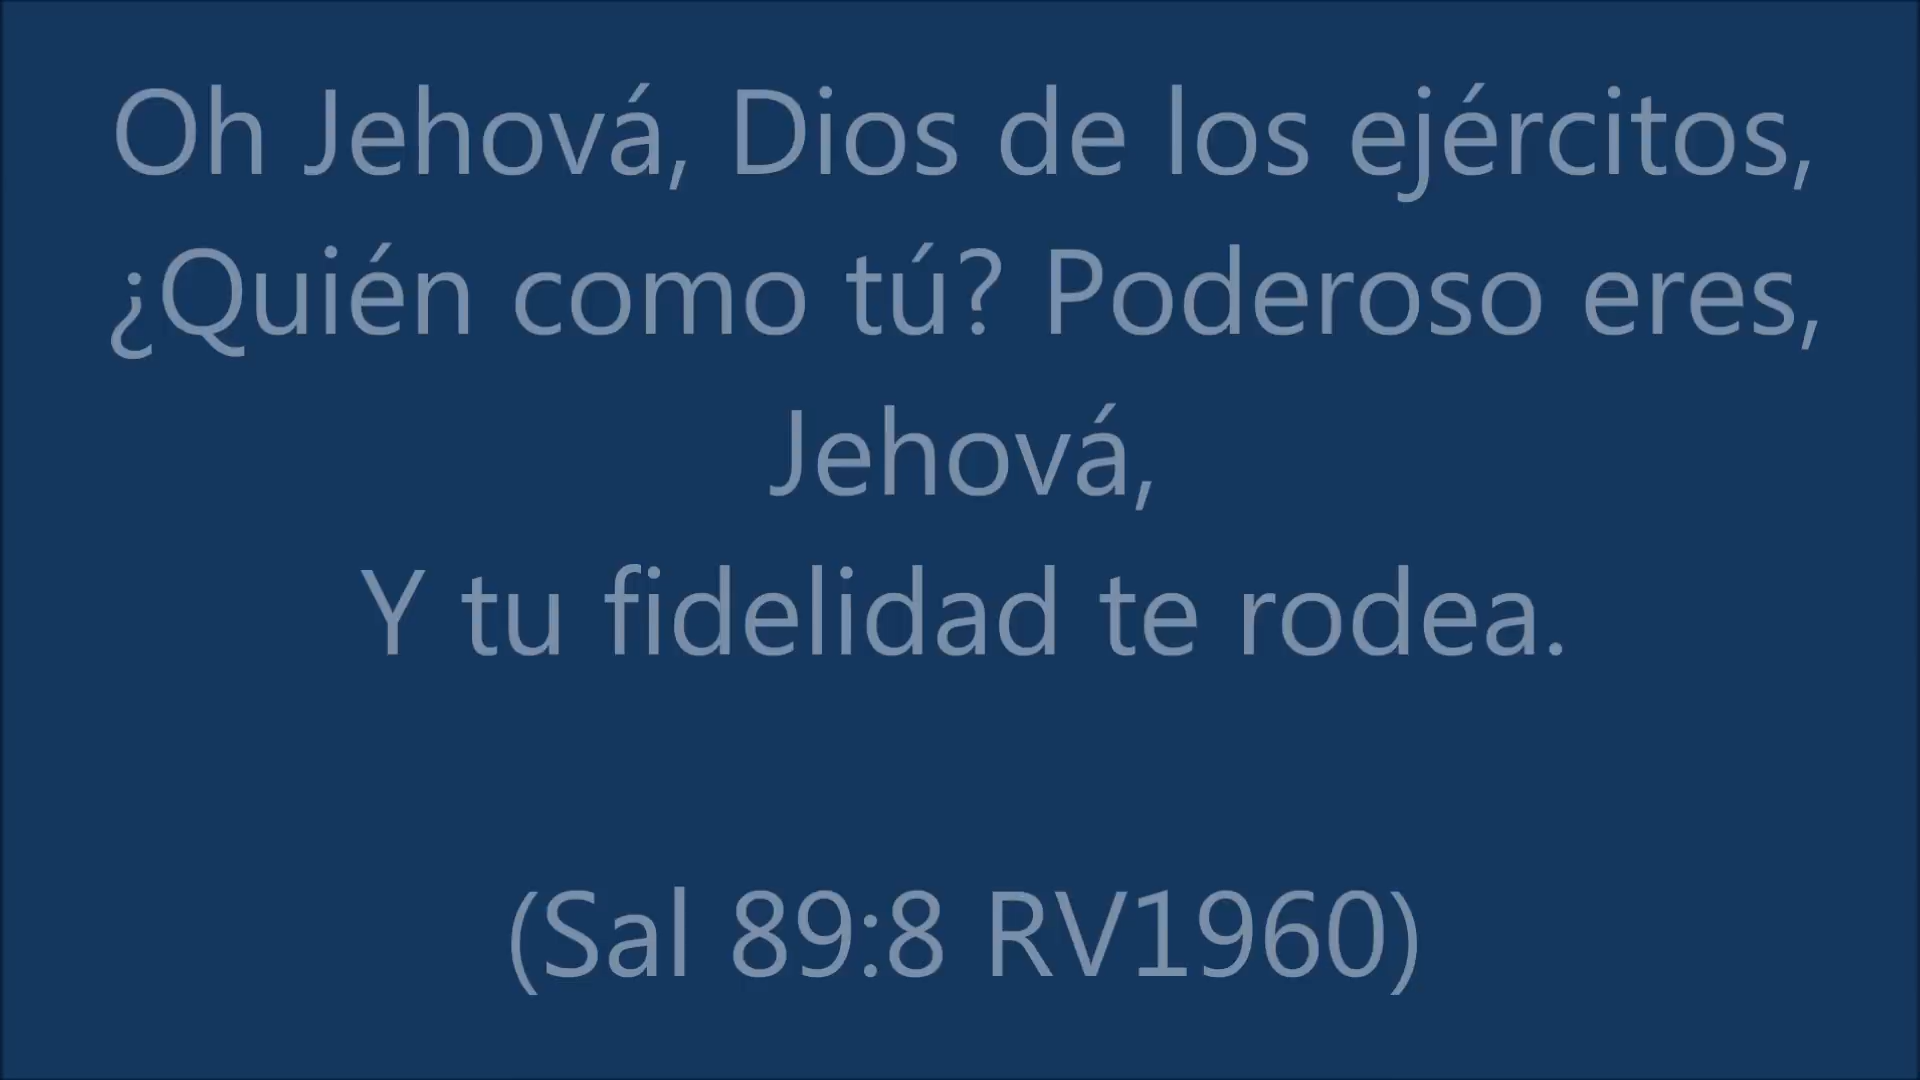 Oh Jehová, Dios de los ejércitos,
¿Quién como tú? Poderoso eres,
Jehová,
Y tu fidelidad te rodea.
(Sal 89:8 RV1960)